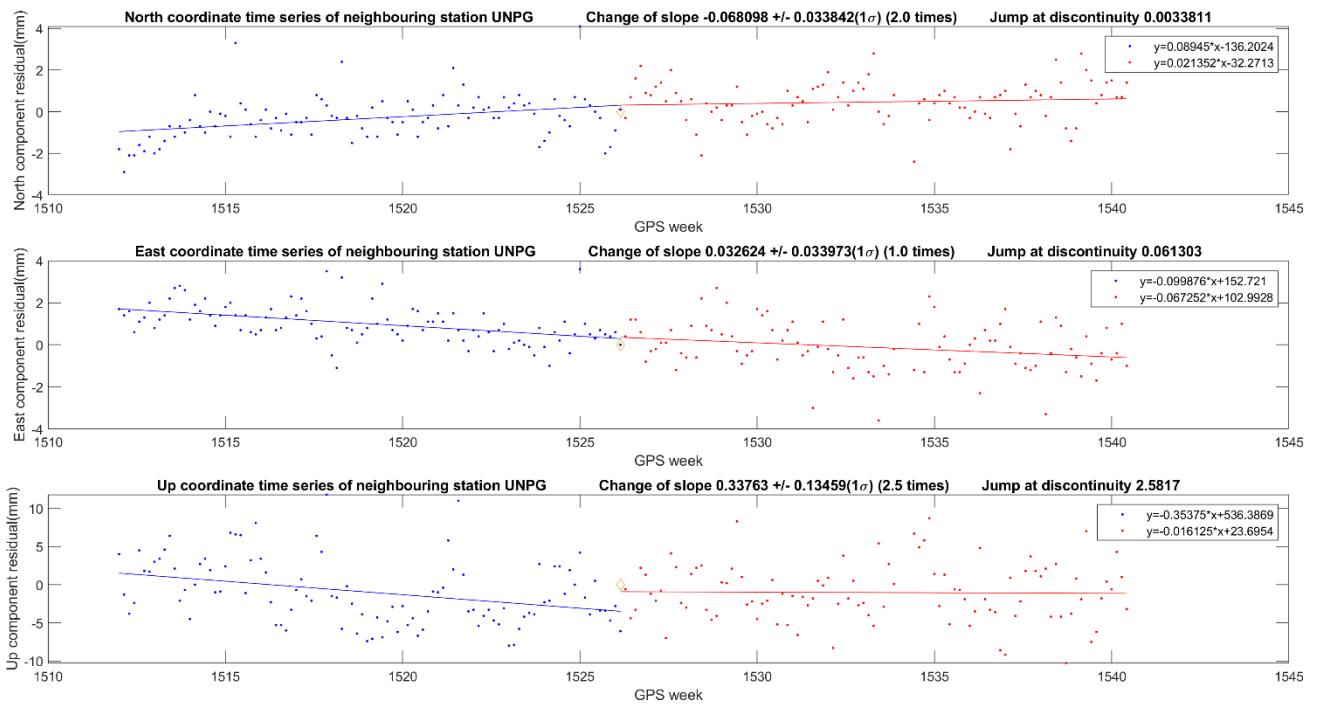 North coordinate time series of neighbouring station UNPG Change of slope -0.068098 +/- 0.033842(1σ) (2.0 times) Jump at discontinuity 0.0033811
North component residual(mm)
4
2
0
-2
-4
y=0.08945*x-136.2024
y=0.021352*x-32.2713
1510 1515 1520 1525 1530 1535 1540 1545
GPS week
East coordinate time series of neighbouring station UNPG Change of slope 0.032624 +/- 0.033973(1σ) (1.0 times) Jump at discontinuity 0.061303
East component residual(mm)
4
2
0
-2
-4
y=-0.099876*x+152.721
y=-0.067252*x+102.9928
1510 1515 1520 1525 1530 1535 1540 1545
GPS week
Up coordinate time series of neighbouring station UNPG Change of slope 0.33763 +/- 0.13459(1σ) (2.5 times) Jump at discontinuity 2.5817
Up component residual(mm)
10
5
0
-5
-10
y=-0.35375*x+536.3869
y=-0.016125*x+23.6954
1510 1515 1520 1525 1530 1535 1540 1545
GPS week